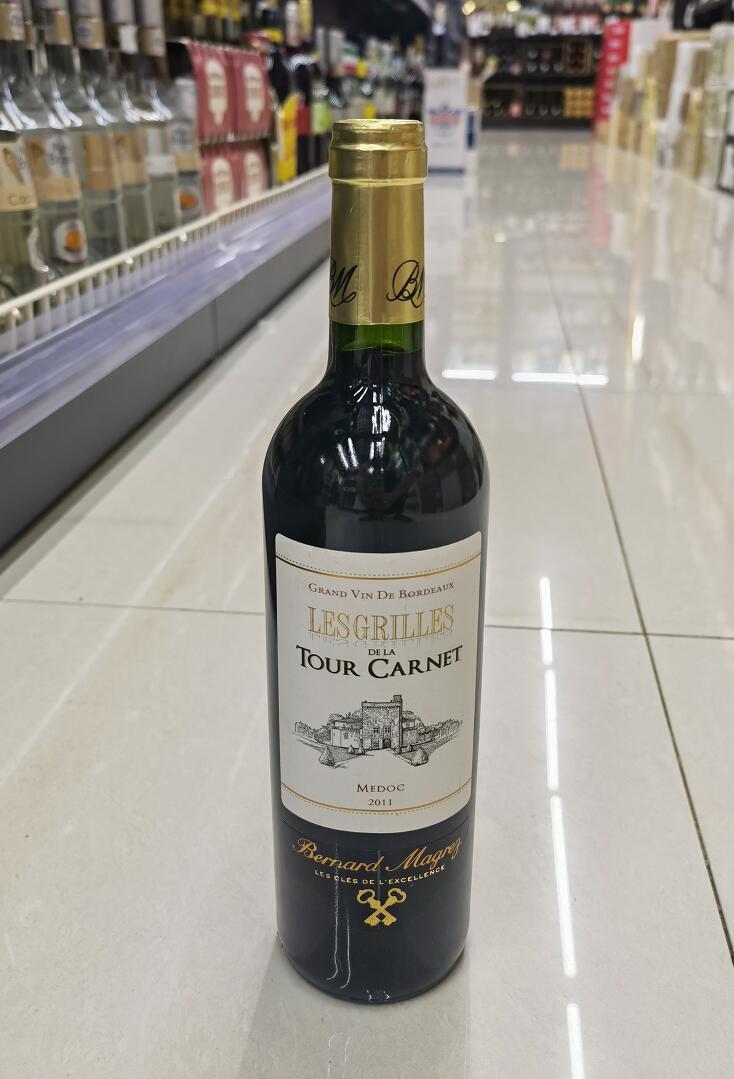 BM
GRAND VIN DE BORDEAUX
LES GRILLES
DE LA
TOUR CARNET
MEDOC
2011
Bernard Magrez
LES CLÉS DE L'EXCELLENCE